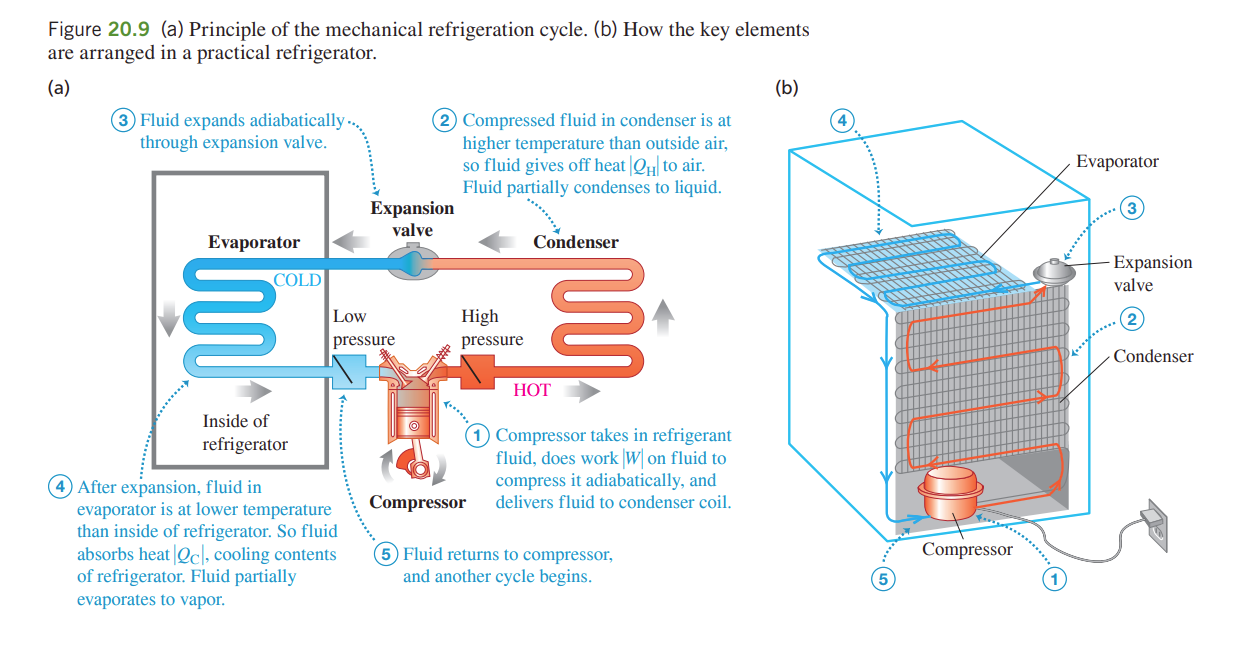 Figure 20.9 (a) Principle of the mechanical refrigeration cycle. (b) How the key elements
are arranged in a practical refrigerator.
(a)
3 Fluid expands adiabatically
through expansion valve.
2 Compressed fluid in condenser is at
higher temperature than outside air,
so fluid gives off heat |QH| to air.
Fluid partially condenses to liquid.
Expansion
valve
Evaporator
Condenser
COLD
Low
pressure
High
pressure
HOT
Inside of
refrigerator
1 Compressor takes in refrigerant
fluid, does work |W| on fluid to
compress it adiabatically, and
delivers fluid to condenser coil.
Compressor
4 After expansion, fluid in
evaporator is at lower temperature
than inside of refrigerator. So fluid
absorbs heat |QC|, cooling contents
of refrigerator. Fluid partially
evaporates to vapor.
5 Fluid returns to compressor,
and another cycle begins.
(b)
4
Evaporator
3
Expansion
valve
2
Condenser
Compressor
5
1